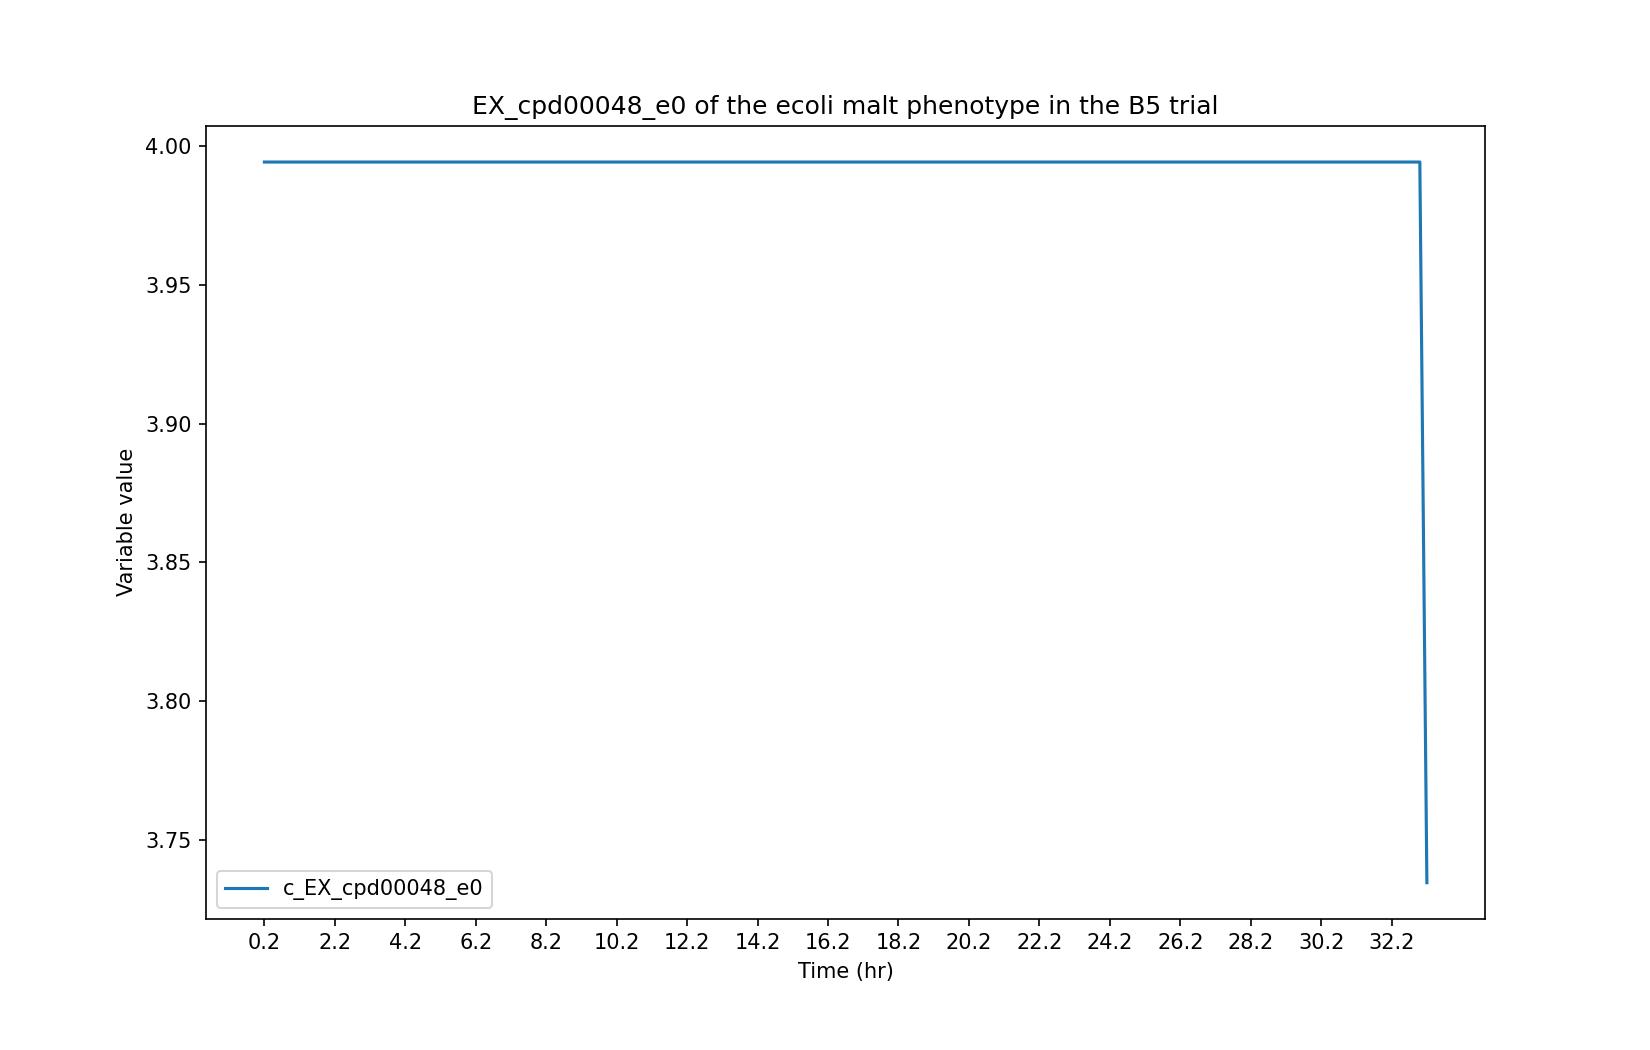 EX_cpd00048_e0 of the ecoli malt phenotype in the B5 trial
Variable value
4.00
3.95
3.90
3.85
3.80
3.75
c_EX_cpd00048_e0
0.2 2.2 4.2 6.2 8.2 10.2 12.2 14.2 16.2 18.2 20.2 22.2 24.2 26.2 28.2 30.2 32.2
Time (hr)